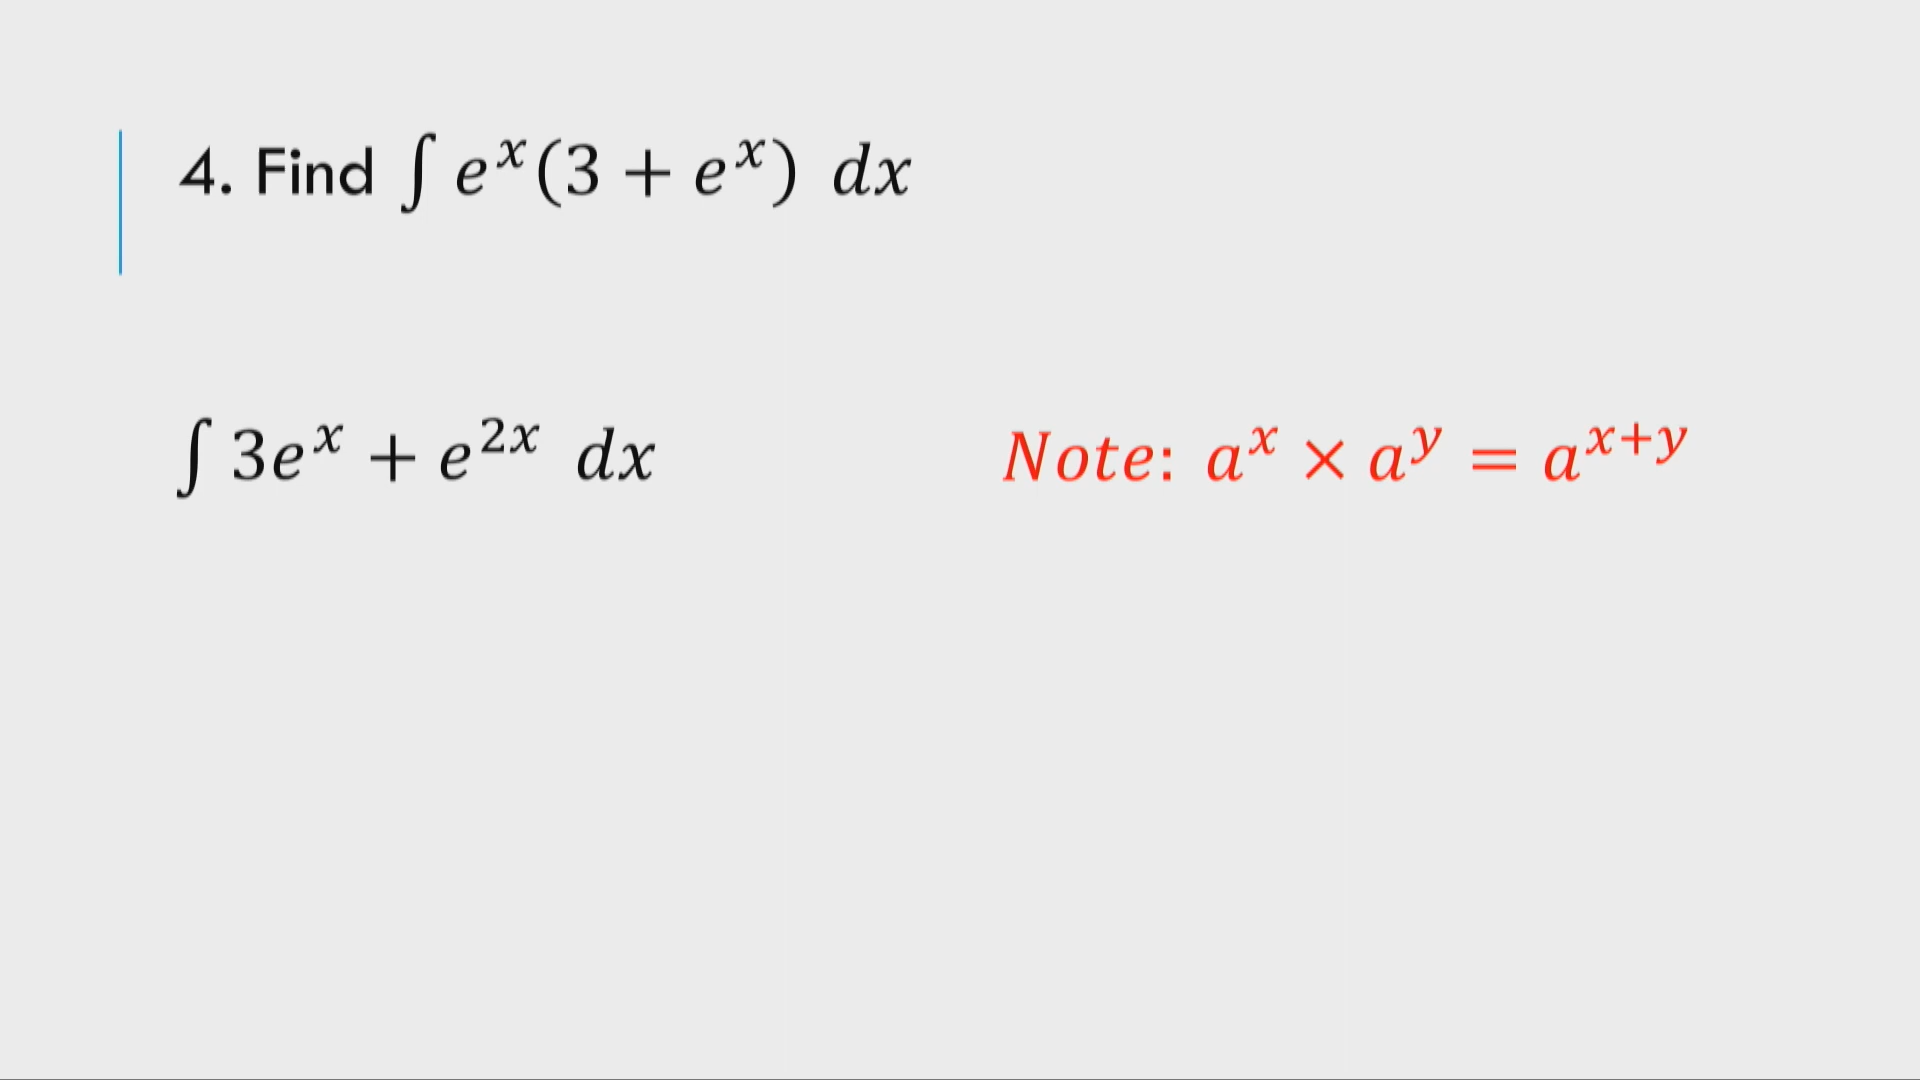 4. Find ∫ eˣ(3 + eˣ) dx
∫ 3eˣ + e²ˣ dx
Note: aˣ × aʸ = aˣ⁺ʸ